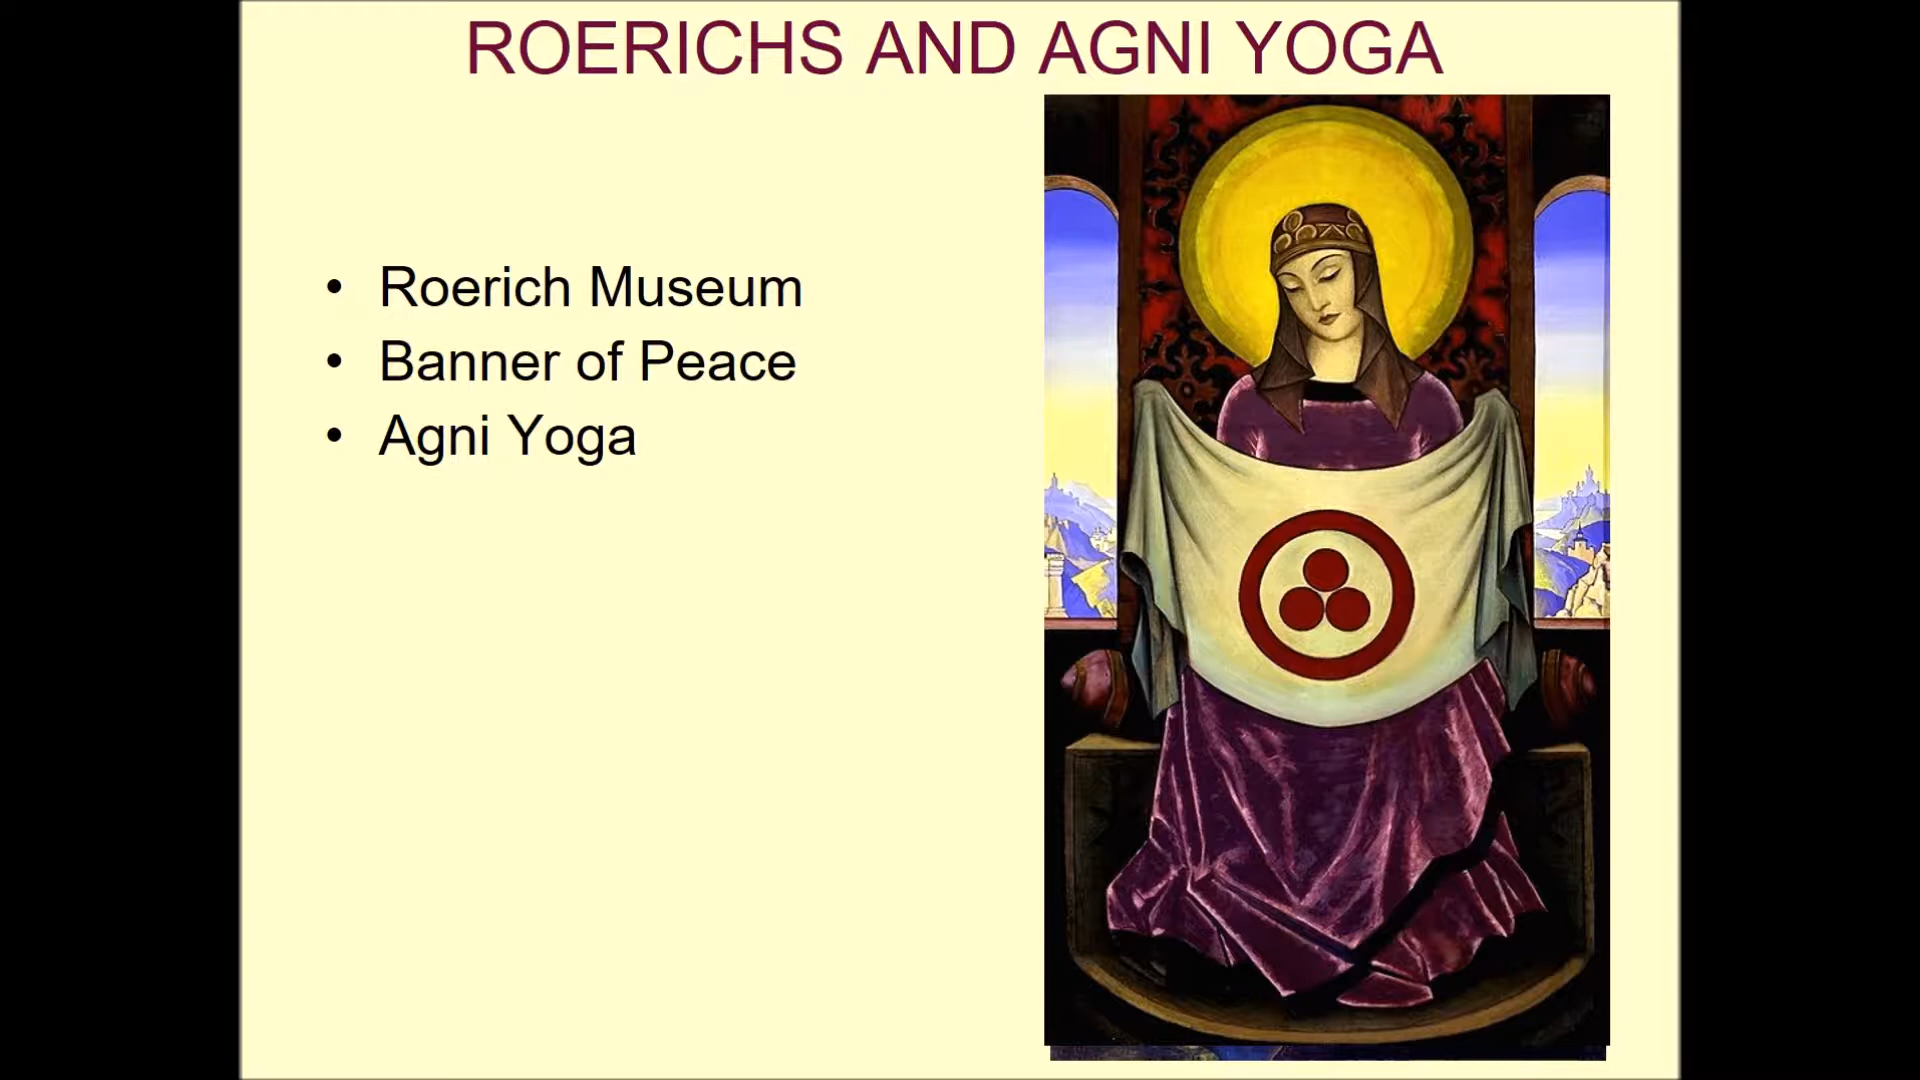 ROERICHS AND AGNI YOGA
• Roerich Museum
• Banner of Peace
• Agni Yoga